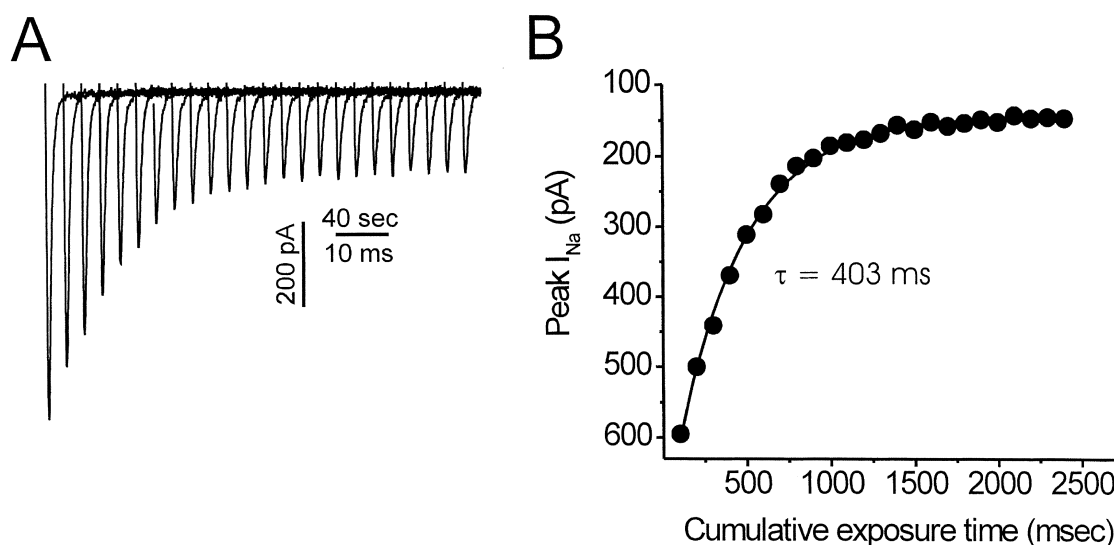 A
40 sec
10 ms
200 pA
B
100
200
300
400
500
600
Peak I_Na (pA)
τ = 403 ms
500 1000 1500 2000 2500
Cumulative exposure time (msec)